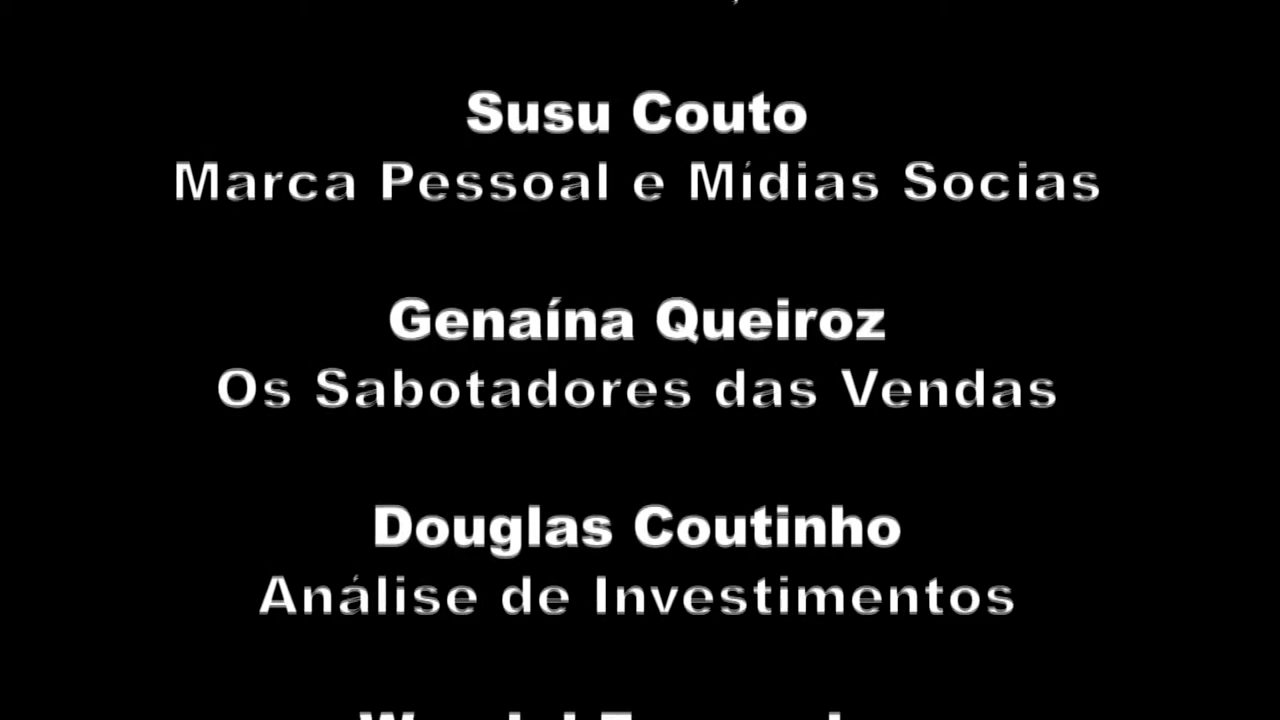 Susu Couto
Marca Pessoal e Mídias Socias
Genaína Queiroz
Os Sabotadores das Vendas
Douglas Coutinho
Análise de Investimentos